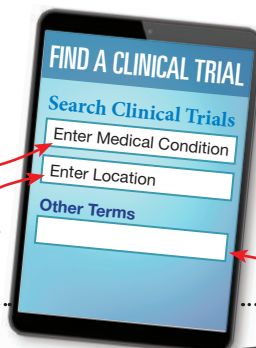 FIND A CLINICAL TRIAL
Search Clinical Trials
Enter Medical Condition
Enter Location
Other Terms